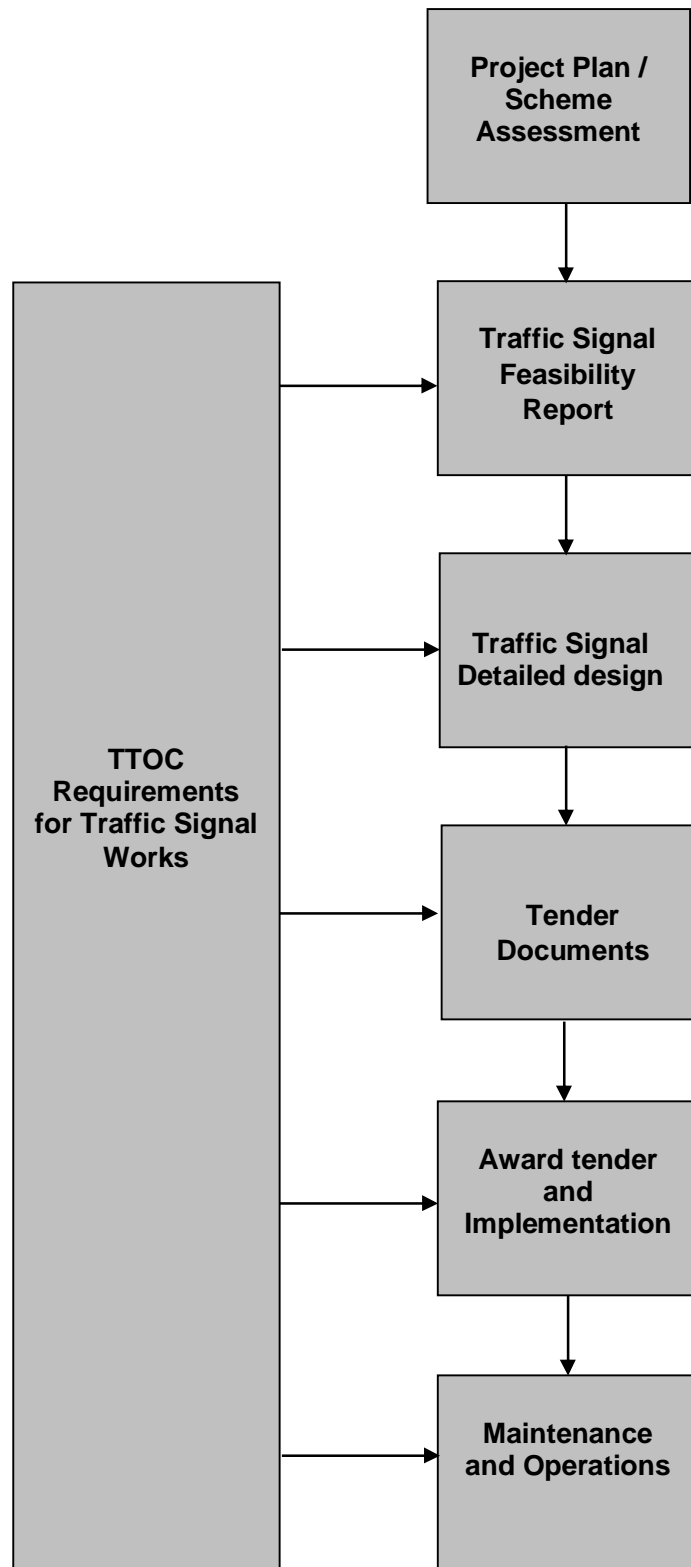 Project Plan /
Scheme
Assessment
Traffic Signal
Feasibility
Report
Traffic Signal
Detailed design
TTOC
Requirements
for Traffic Signal
Works
Tender
Documents
Award tender
and
Implementation
Maintenance
and Operations